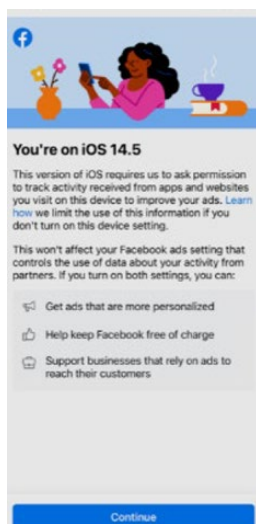 You're on iOS 14.5
This version of iOS requires us to ask permission
to track activity received from apps and websites
you visit on this device to improve your ads. Learn
how we limit the use of this information if you
don't turn on this device setting.
This won't affect your Facebook ads setting that
controls the use of data about your activity from
partners. If you turn on both settings, you can:
Get ads that are more personalized
Help keep Facebook free of charge
Support businesses that rely on ads to
reach their customers
Continue